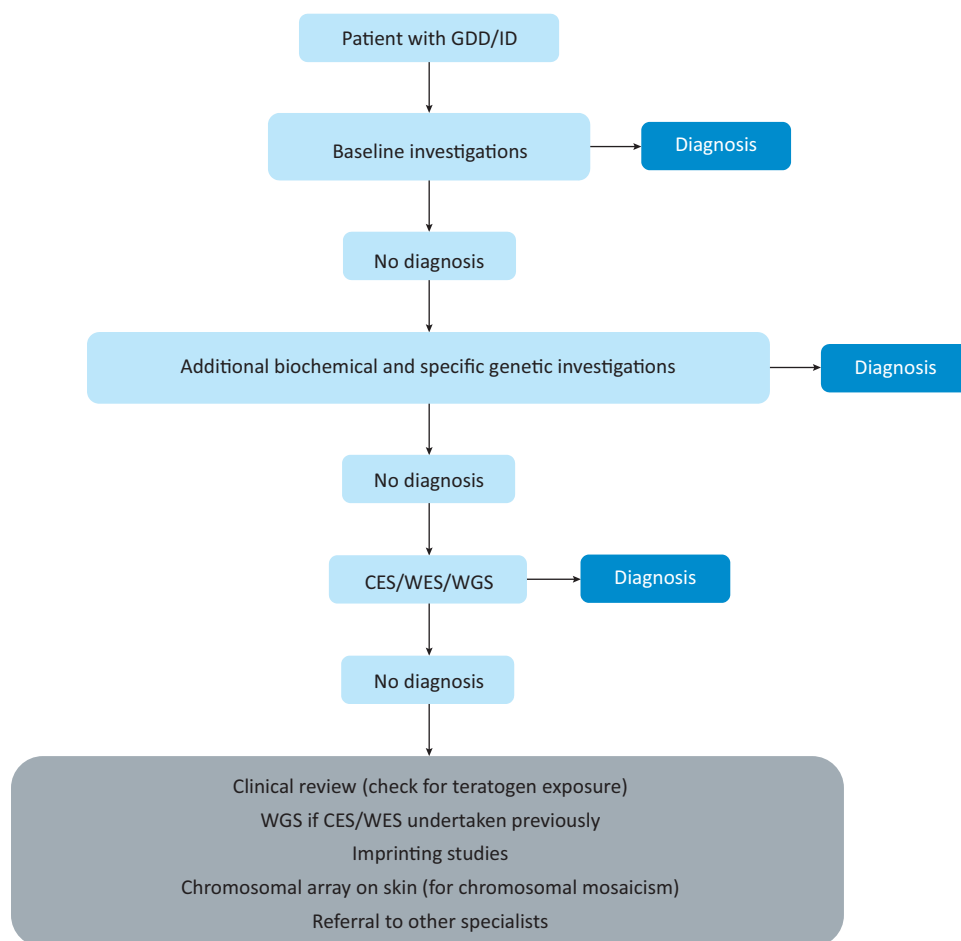 Patient with GDD/ID
Baseline investigations
Diagnosis
No diagnosis
Additional biochemical and specific genetic investigations
Diagnosis
No diagnosis
CES/WES/WGS
Diagnosis
No diagnosis
Clinical review (check for teratogen exposure)
WGS if CES/WES undertaken previously
Imprinting studies
Chromosomal array on skin (for chromosomal mosaicism)
Referral to other specialists